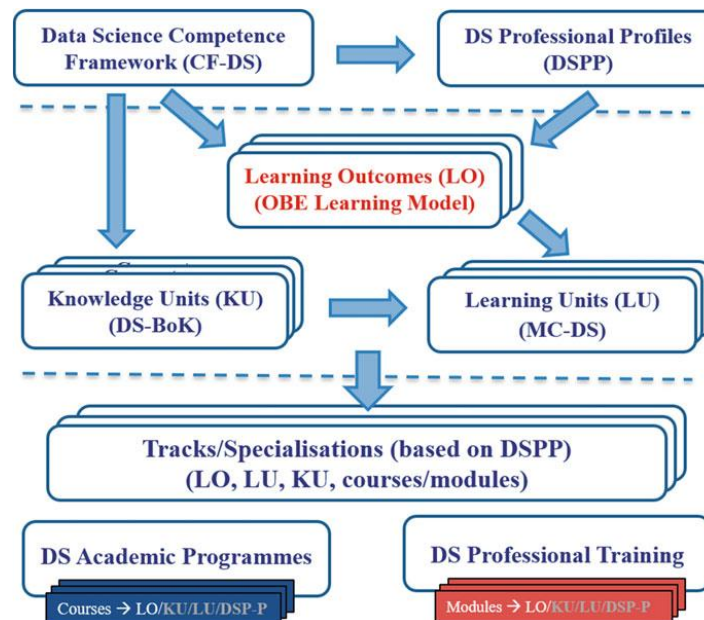 Data Science Competence
Framework (CF-DS)
DS Professional Profiles
(DSPP)
Learning Outcomes (LO)
(OBE Learning Model)
Knowledge Units (KU)
(DS-BoK)
Learning Units (LU)
(MC-DS)
Tracks/Specialisations (based on DSPP)
(LO, LU, KU, courses/modules)
DS Academic Programmes
Courses → LO/KU/LU/DSP-P
DS Professional Training
Modules → LO/KU/LU/DSP-P